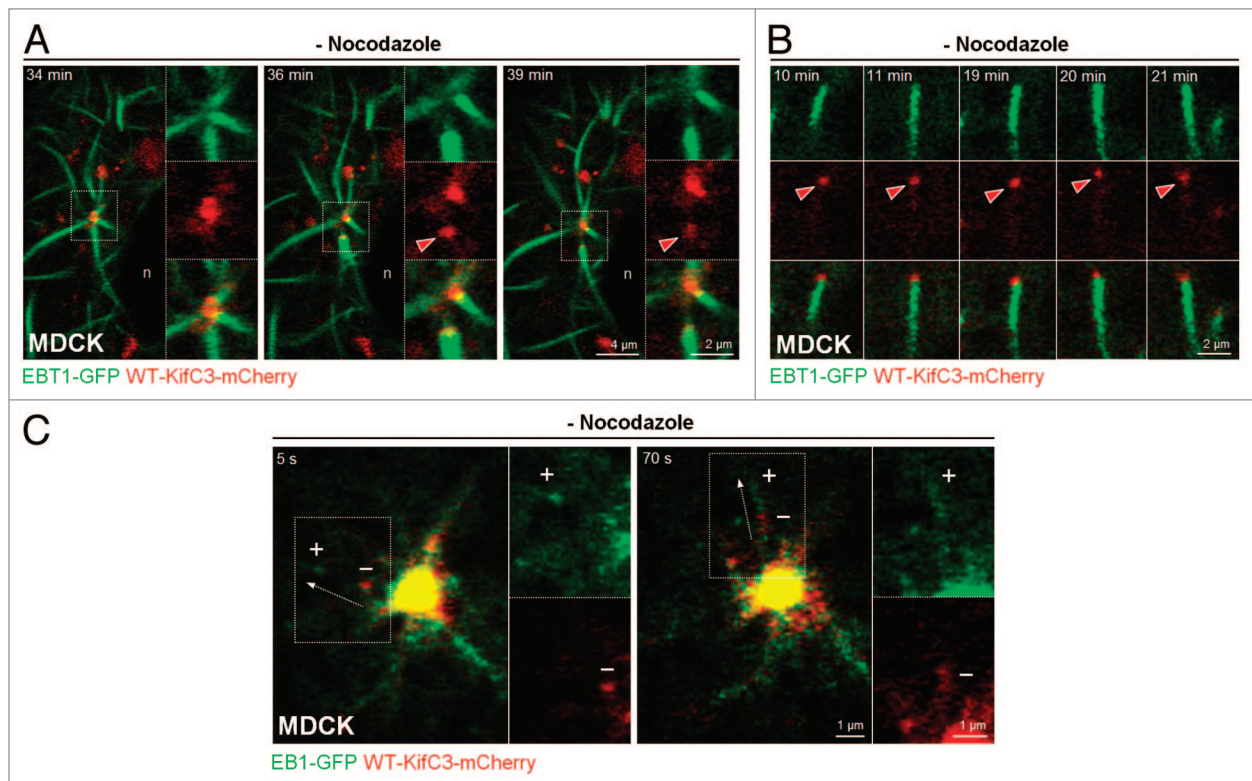 A
- Nocodazole
34 min
36 min
39 min
n
n
n
MDCK
4 µm
2 µm
EBT1-GFP WT-KifC3-mCherry
B
- Nocodazole
10 min
11 min
19 min
20 min
21 min
MDCK
2 µm
EBT1-GFP WT-KifC3-mCherry
C
- Nocodazole
5 s
+
–
+
–
MDCK
70 s
+
–
1 µm
+
–
1 µm
EB1-GFP WT-KifC3-mCherry